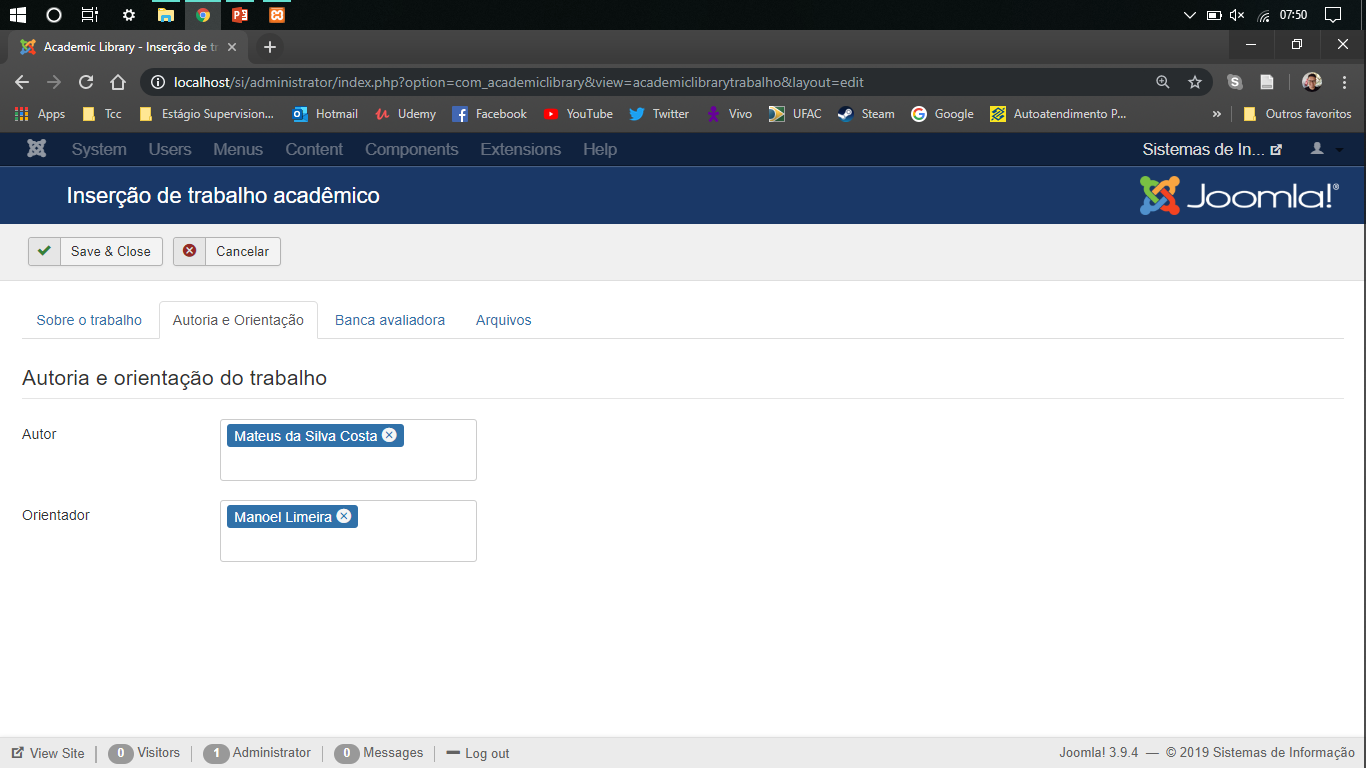 07:50
Academic Library - Inserção de tr
localhost/si/administrator/index.php?option=com_academiclibrary&view=academiclibrarytrabalho&layout=edit
Apps Tcc Estágio Supervision... Hotmail Udemy Facebook YouTube Twitter Vivo UFAC Steam Google Autoatendimento P... » Outros favoritos
System Users Menus Content Components Extensions Help Sistemas de In...
Inserção de trabalho acadêmico Joomla!®
Save & Close Cancelar
Sobre o trabalho Autoria e Orientação Banca avaliadora Arquivos
Autoria e orientação do trabalho
Autor Mateus da Silva Costa
Orientador Manoel Limeira
View Site 0 Visitors 1 Administrator 0 Messages Log out Joomla! 3.9.4 — © 2019 Sistemas de Informação